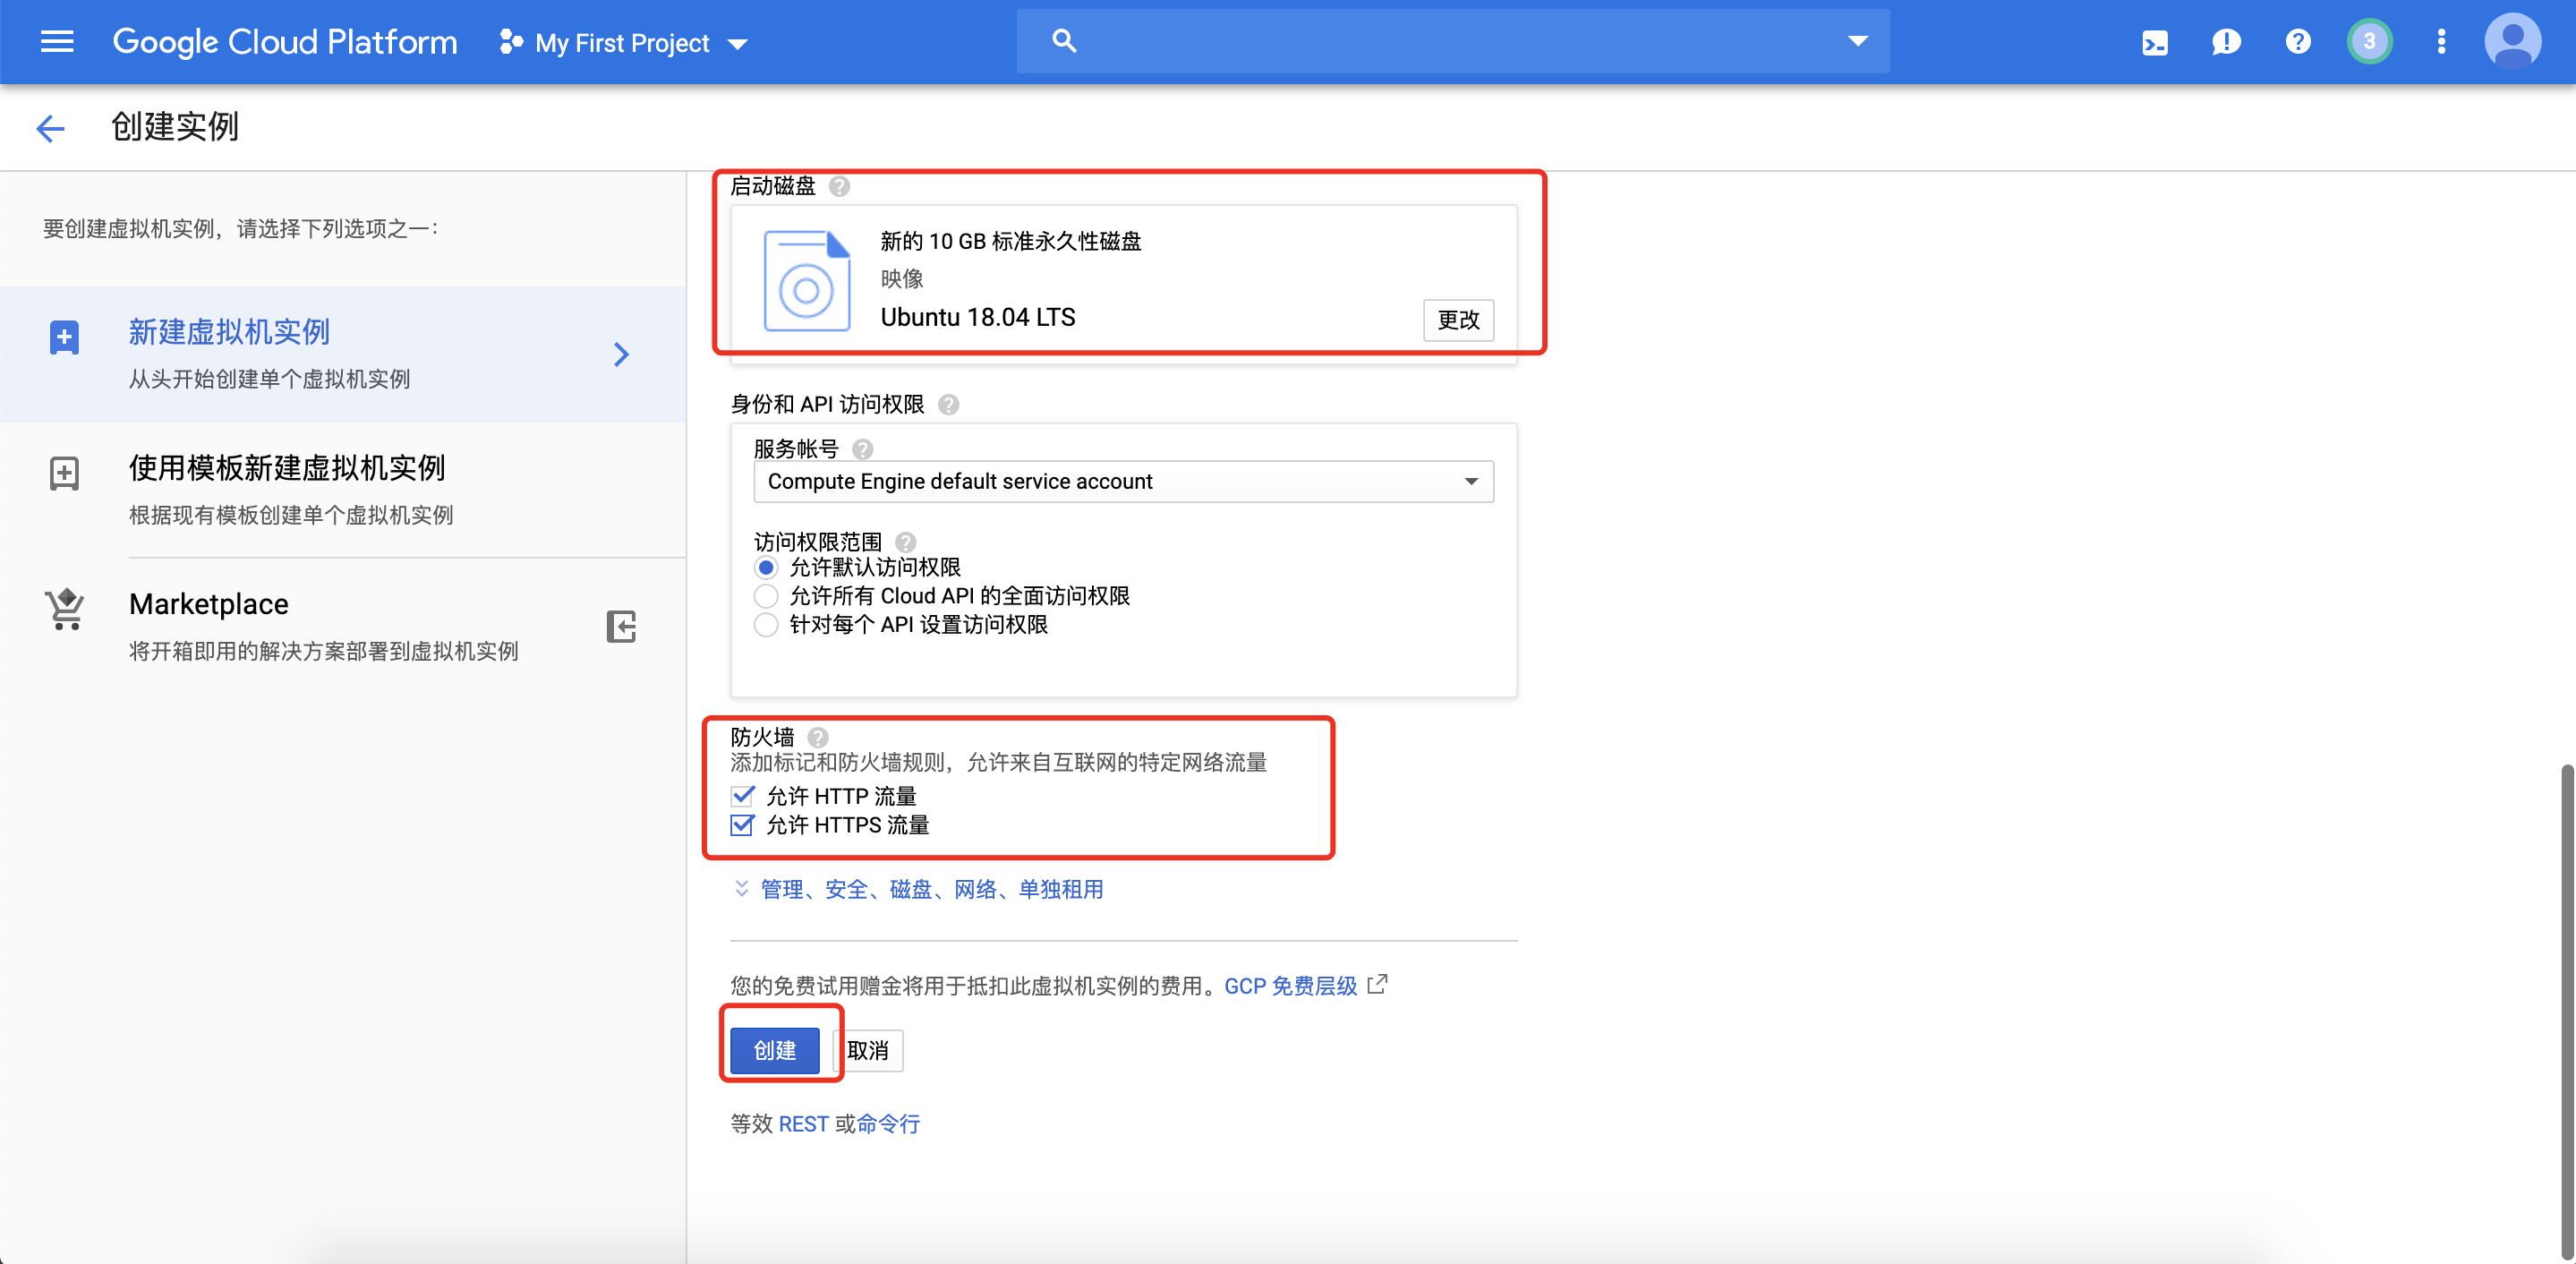 Google Cloud Platform
My First Project
3
创建实例
要创建虚拟机实例，请选择下列选项之一：
新建虚拟机实例
从头开始创建单个虚拟机实例
使用模板新建虚拟机实例
根据现有模板创建单个虚拟机实例
Marketplace
将开箱即用的解决方案部署到虚拟机实例
启动磁盘
新的 10 GB 标准永久性磁盘
映像
Ubuntu 18.04 LTS
更改
身份和 API 访问权限
服务帐号
Compute Engine default service account
访问权限范围
允许默认访问权限
允许所有 Cloud API 的全面访问权限
针对每个 API 设置访问权限
防火墙
添加标记和防火墙规则，允许来自互联网的特定网络流量
允许 HTTP 流量
允许 HTTPS 流量
管理、安全、磁盘、网络、单独租用
您的免费试用赠金将用于抵扣此虚拟机实例的费用。GCP 免费层级
创建
取消
等效 REST 或命令行